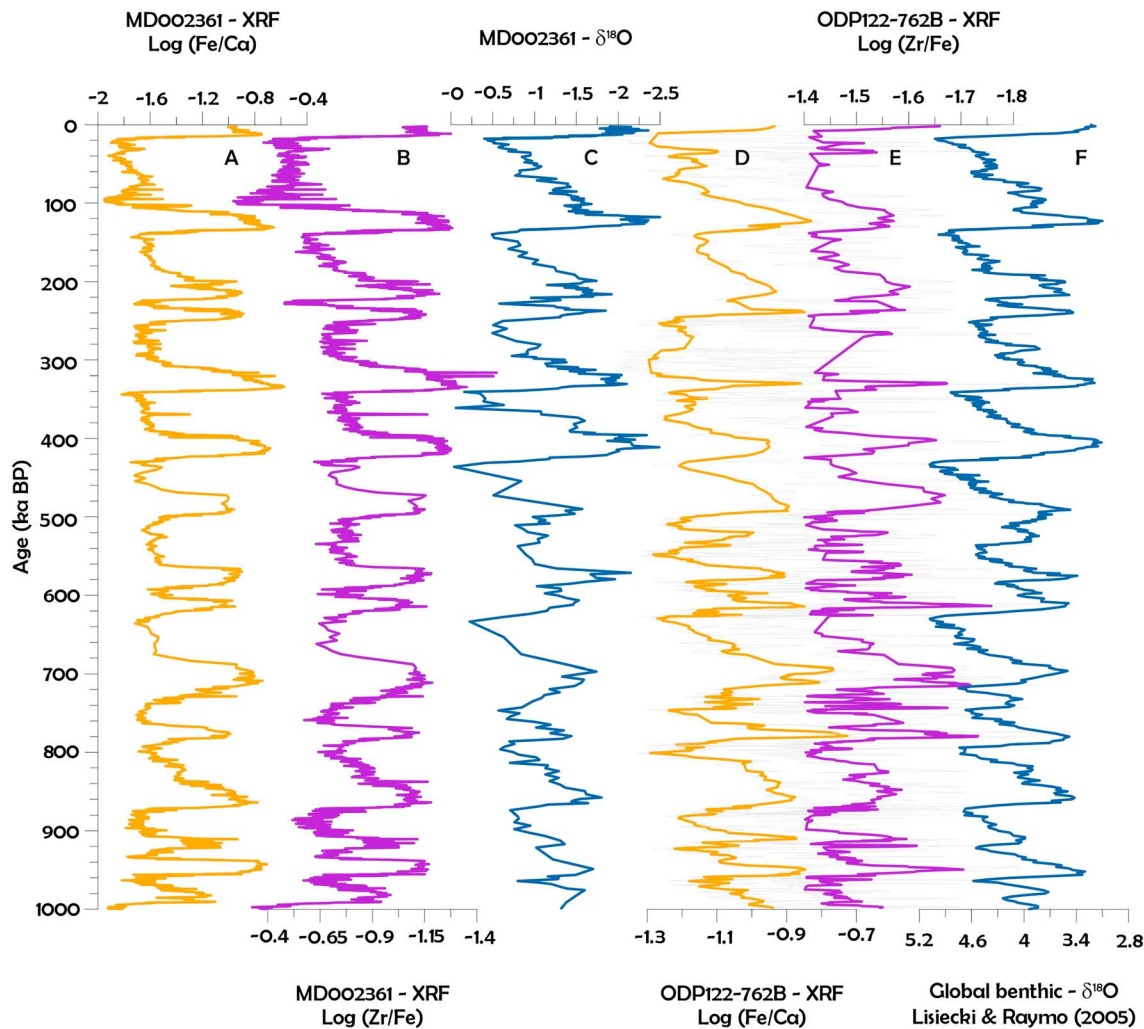 MD002361 - XRF
Log (Fe/Ca)
MD002361 - δ¹⁸O
ODP122-762B - XRF
Log (Zr/Fe)
-2 -1.6 -1.2 -0.8 -0.4
-0 -0.5 -1 -1.5 -2 -2.5
-1.4 -1.5 -1.6 -1.7 -1.8
A B C D E F
Age (ka BP)
0
100
200
300
400
500
600
700
800
900
1000
-0.4 -0.65 -0.9 -1.15 -1.4
-1.3 -1.1 -0.9 -0.7
5.2 4.6 4 3.4 2.8
MD002361 - XRF
Log (Zr/Fe)
ODP122-762B - XRF
Log (Fe/Ca)
Global benthic - δ¹⁸O
Lisiecki & Raymo (2005)